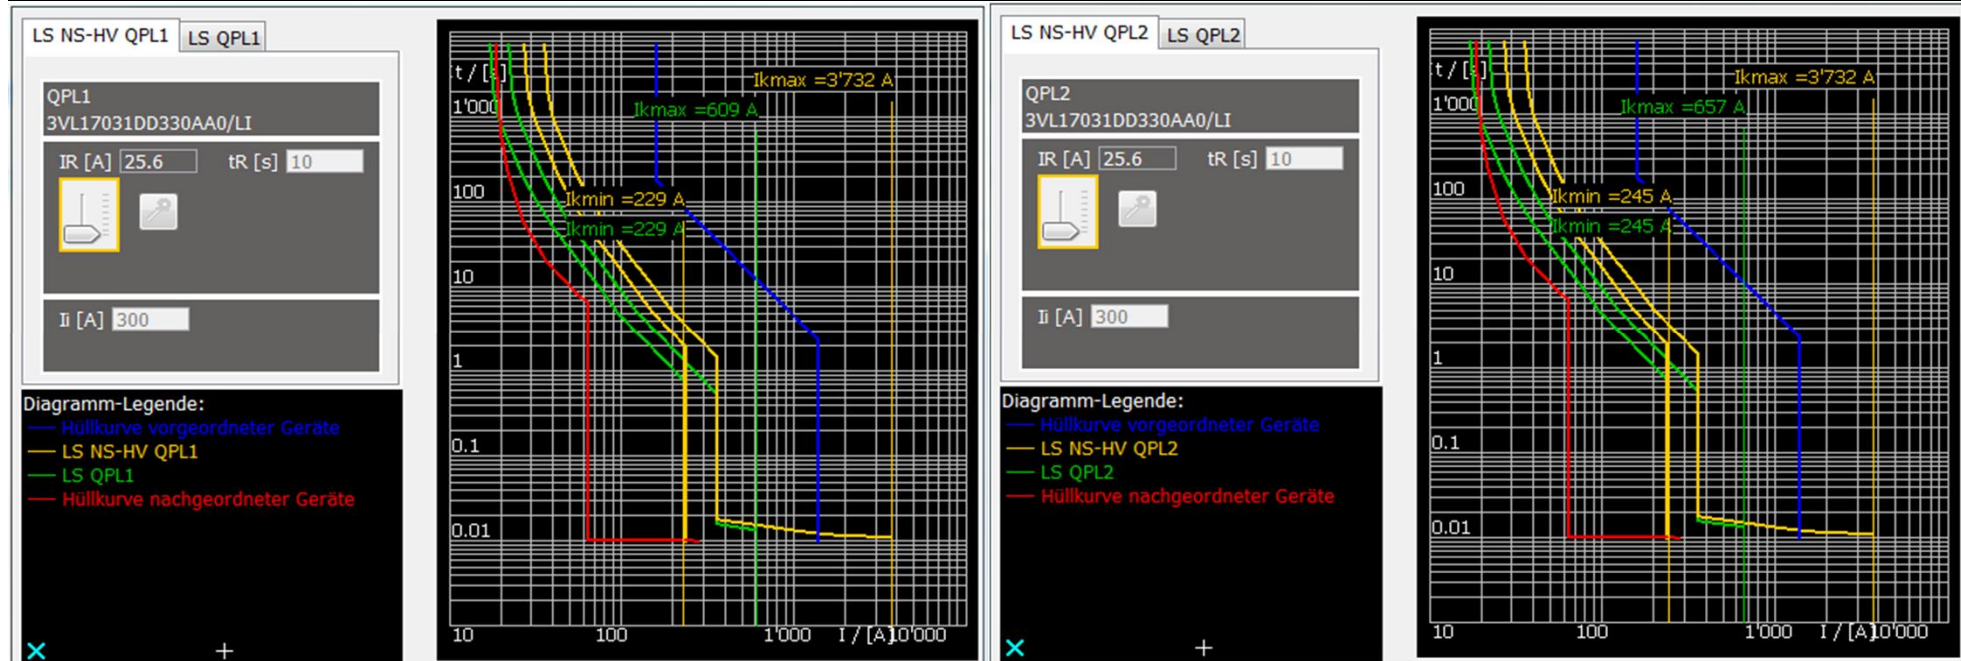 LS NS-HV QPL1 LS QPL1
QPL1
3VL17031DD330AA0/LI
IR [A] 25.6 tR [s] 10
Ii [A] 300
Diagramm-Legende:
Hüllkurve vorgeordneter Geräte
LS NS-HV QPL1
LS QPL1
Hüllkurve nachgeordneter Geräte
t / [s]
Ikmax =3'732 A
Ikmax =609 A
1'000
100
Ikmin =229 A
Ikmin =229 A
10
1
0.1
0.01
10 100 1'000 I / [A] 10'000
LS NS-HV QPL2 LS QPL2
QPL2
3VL17031DD330AA0/LI
IR [A] 25.6 tR [s] 10
Ii [A] 300
Diagramm-Legende:
Hüllkurve vorgeordneter Geräte
LS NS-HV QPL2
LS QPL2
Hüllkurve nachgeordneter Geräte
t / [s]
Ikmax =3'732 A
Ikmax =657 A
1'000
100
Ikmin =245 A
Ikmin =245 A
10
1
0.1
0.01
10 100 1'000 I / [A] 10'000